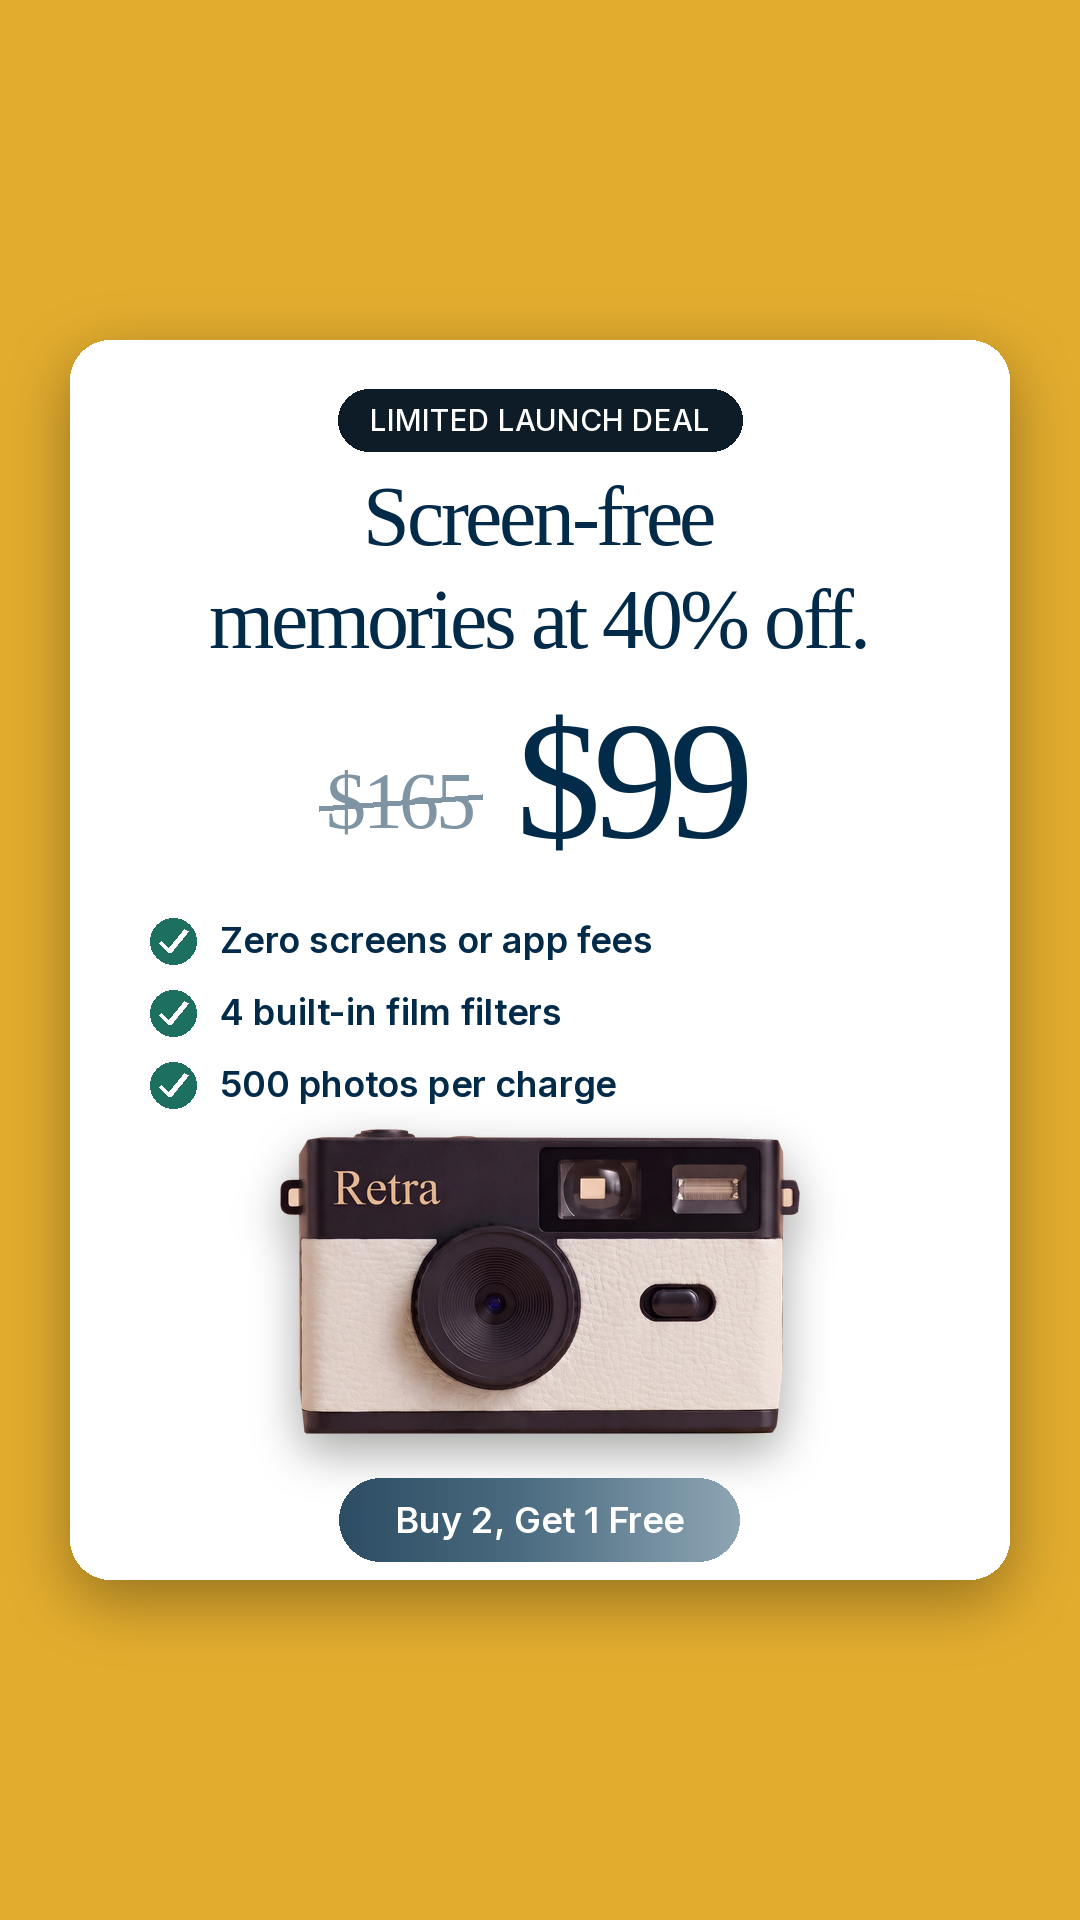 LIMITED LAUNCH DEAL
Screen-free
memories at 40% off.
$165 $99
Zero screens or app fees
4 built-in film filters
500 photos per charge
Retra
Buy 2, Get 1 Free